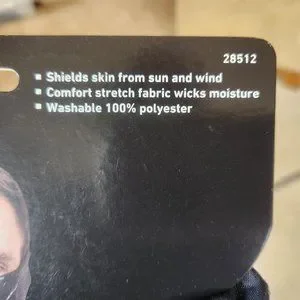 28512
▪ Shields skin from sun and wind
▪ Comfort stretch fabric wicks moisture
▪ Washable 100% polyester